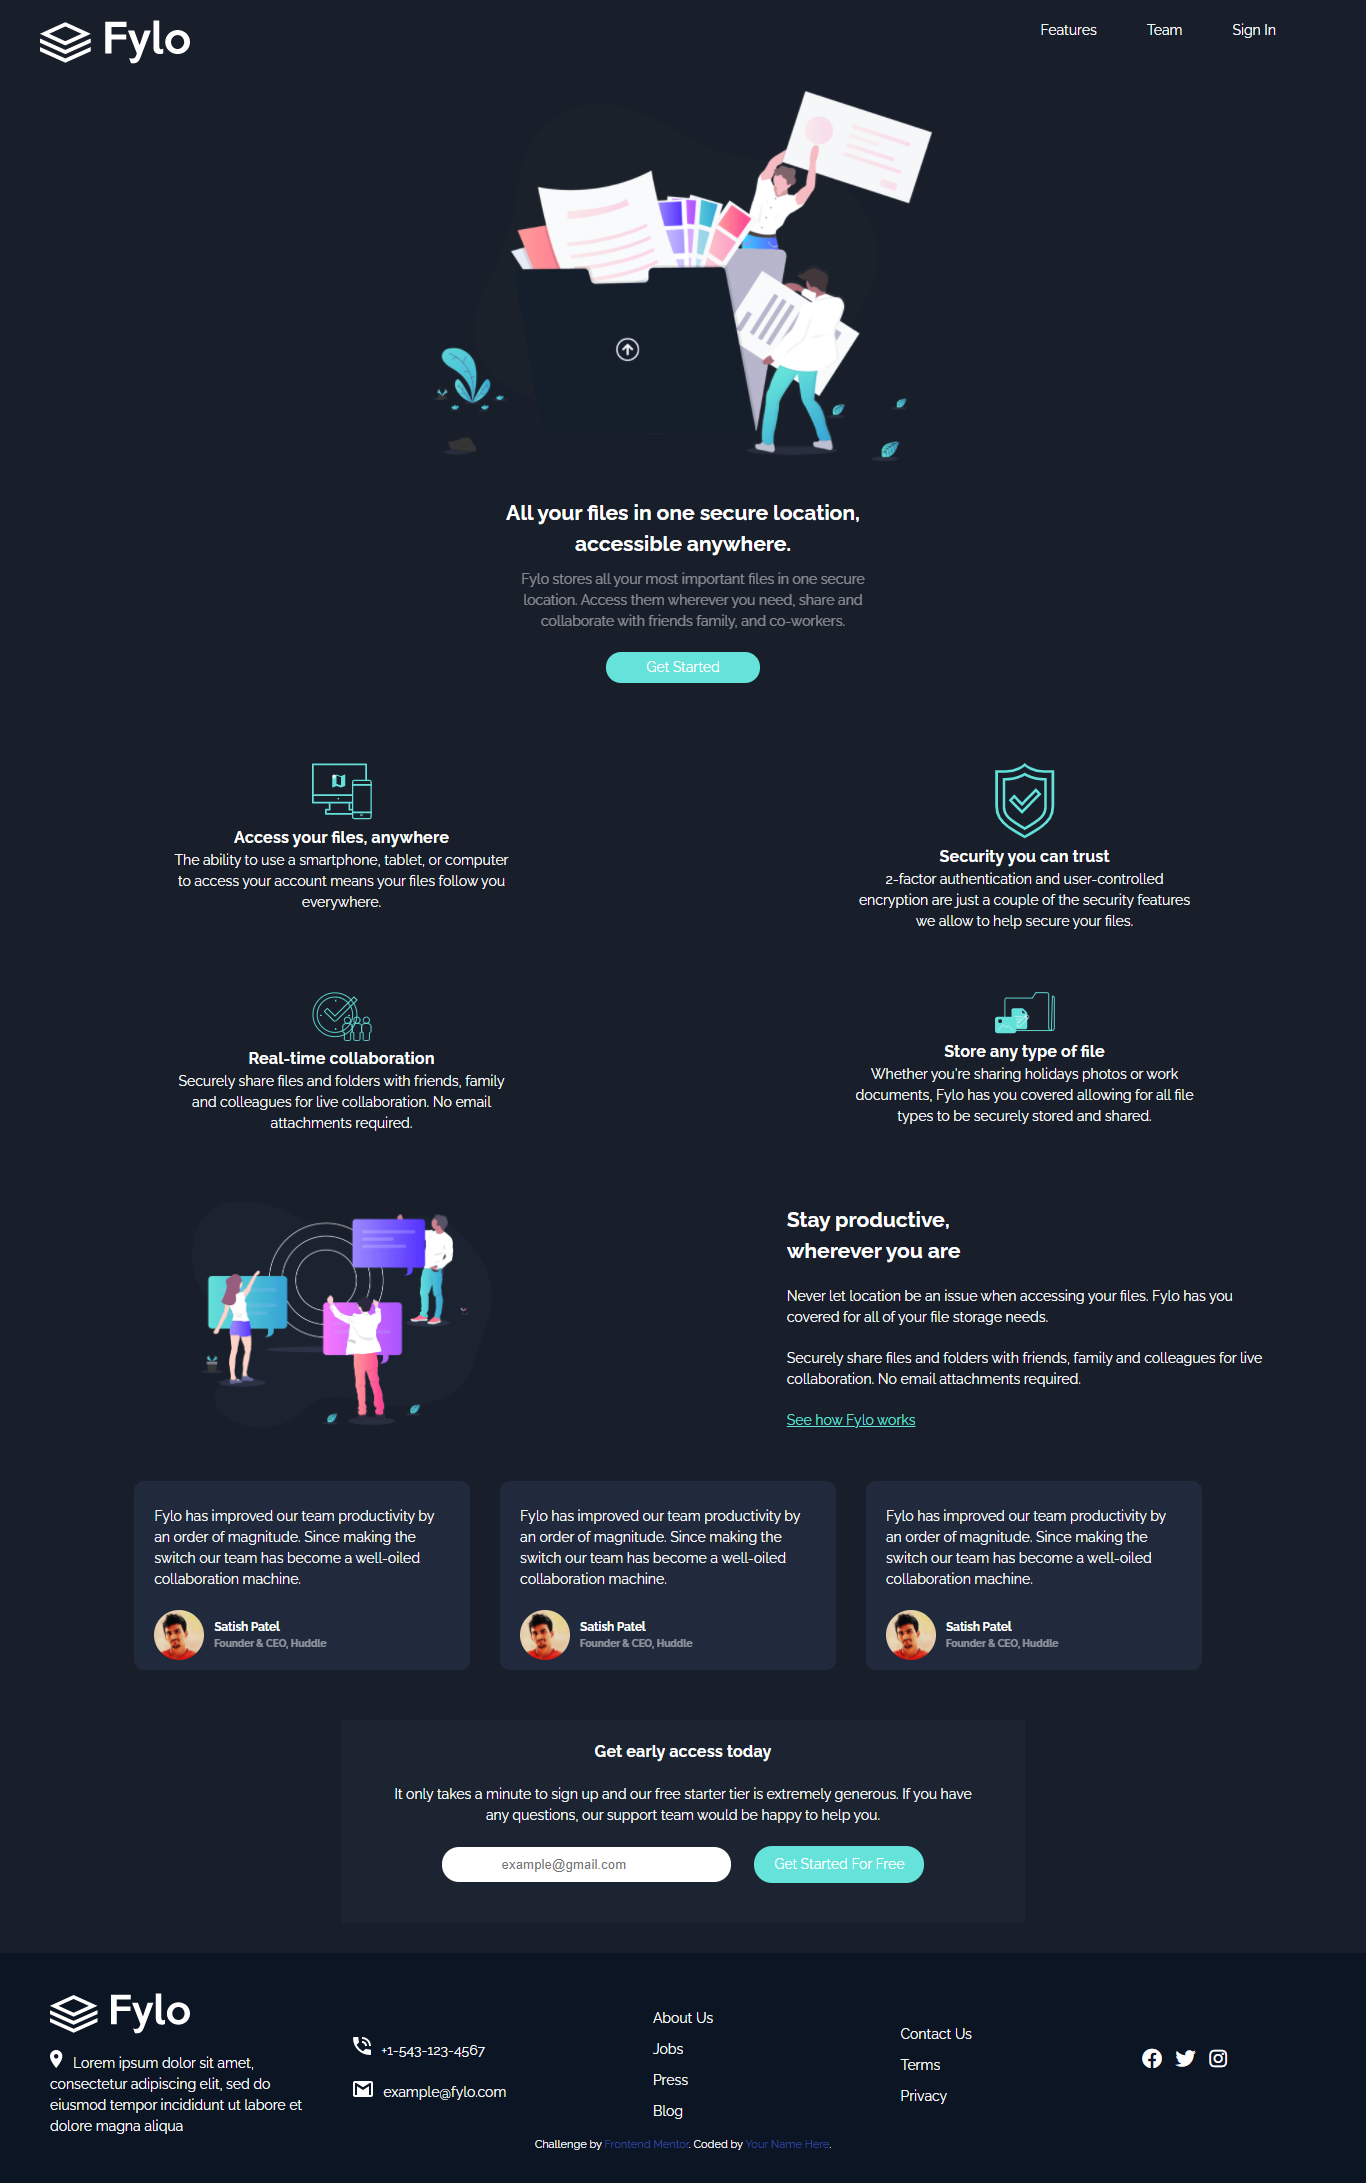 Fylo
Features
Team
Sign In
All your files in one secure location,
accessible anywhere.
Fylo stores all your most important files in one secure
location. Access them wherever you need, share and
collaborate with friends family, and co-workers.
Get Started
Access your files, anywhere
The ability to use a smartphone, tablet, or computer
to access your account means your files follow you
everywhere.
Security you can trust
2-factor authentication and user-controlled
encryption are just a couple of the security features
we allow to help secure your files.
Real-time collaboration
Securely share files and folders with friends, family
and colleagues for live collaboration. No email
attachments required.
Store any type of file
Whether you're sharing holidays photos or work
documents, Fylo has you covered allowing for all file
types to be securely stored and shared.
Stay productive,
wherever you are
Never let location be an issue when accessing your files. Fylo has you
covered for all of your file storage needs.
Securely share files and folders with friends, family and colleagues for live
collaboration. No email attachments required.
See how Fylo works
Fylo has improved our team productivity by
an order of magnitude. Since making the
switch our team has become a well-oiled
collaboration machine.
Satish Patel
Founder & CEO, Huddle
Fylo has improved our team productivity by
an order of magnitude. Since making the
switch our team has become a well-oiled
collaboration machine.
Satish Patel
Founder & CEO, Huddle
Fylo has improved our team productivity by
an order of magnitude. Since making the
switch our team has become a well-oiled
collaboration machine.
Satish Patel
Founder & CEO, Huddle
Get early access today
It only takes a minute to sign up and our free starter tier is extremely generous. If you have
any questions, our support team would be happy to help you.
example@gmail.com
Get Started For Free
Fylo
Lorem ipsum dolor sit amet,
consectetur adipiscing elit, sed do
eiusmod tempor incididunt ut labore et
dolore magna aliqua
+1-543-123-4567
example@fylo.com
About Us
Jobs
Press
Blog
Contact Us
Terms
Privacy
Challenge by Frontend Mentor. Coded by Your Name Here.